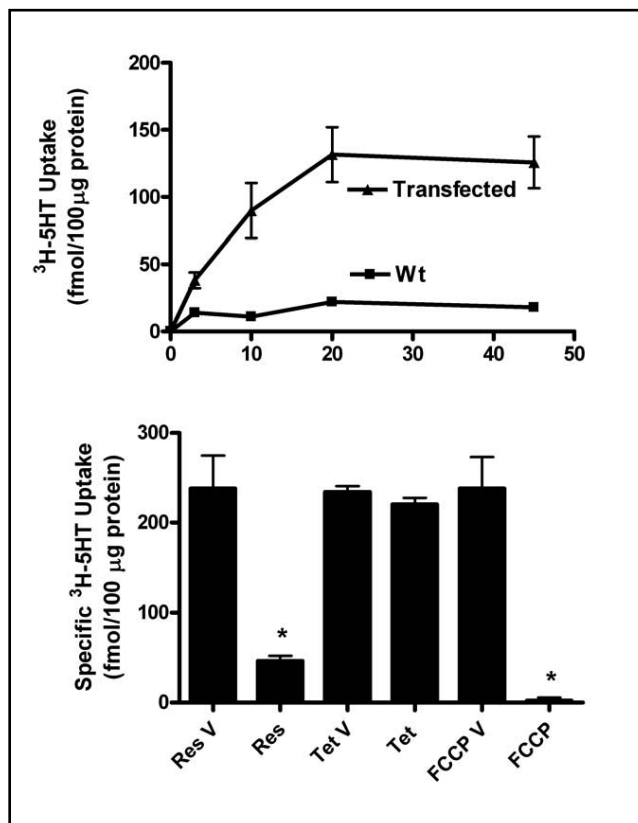 ³H-5HT Uptake
(fmol/100µg protein)
200
150
100
50
0
Transfected
Wt
0 10 20 30 40 50
Specific ³H-5HT Uptake
(fmol/100 µg protein)
300
200
100
0
*
*
Res V
Res
Tet V
Tet
FCCP V
FCCP